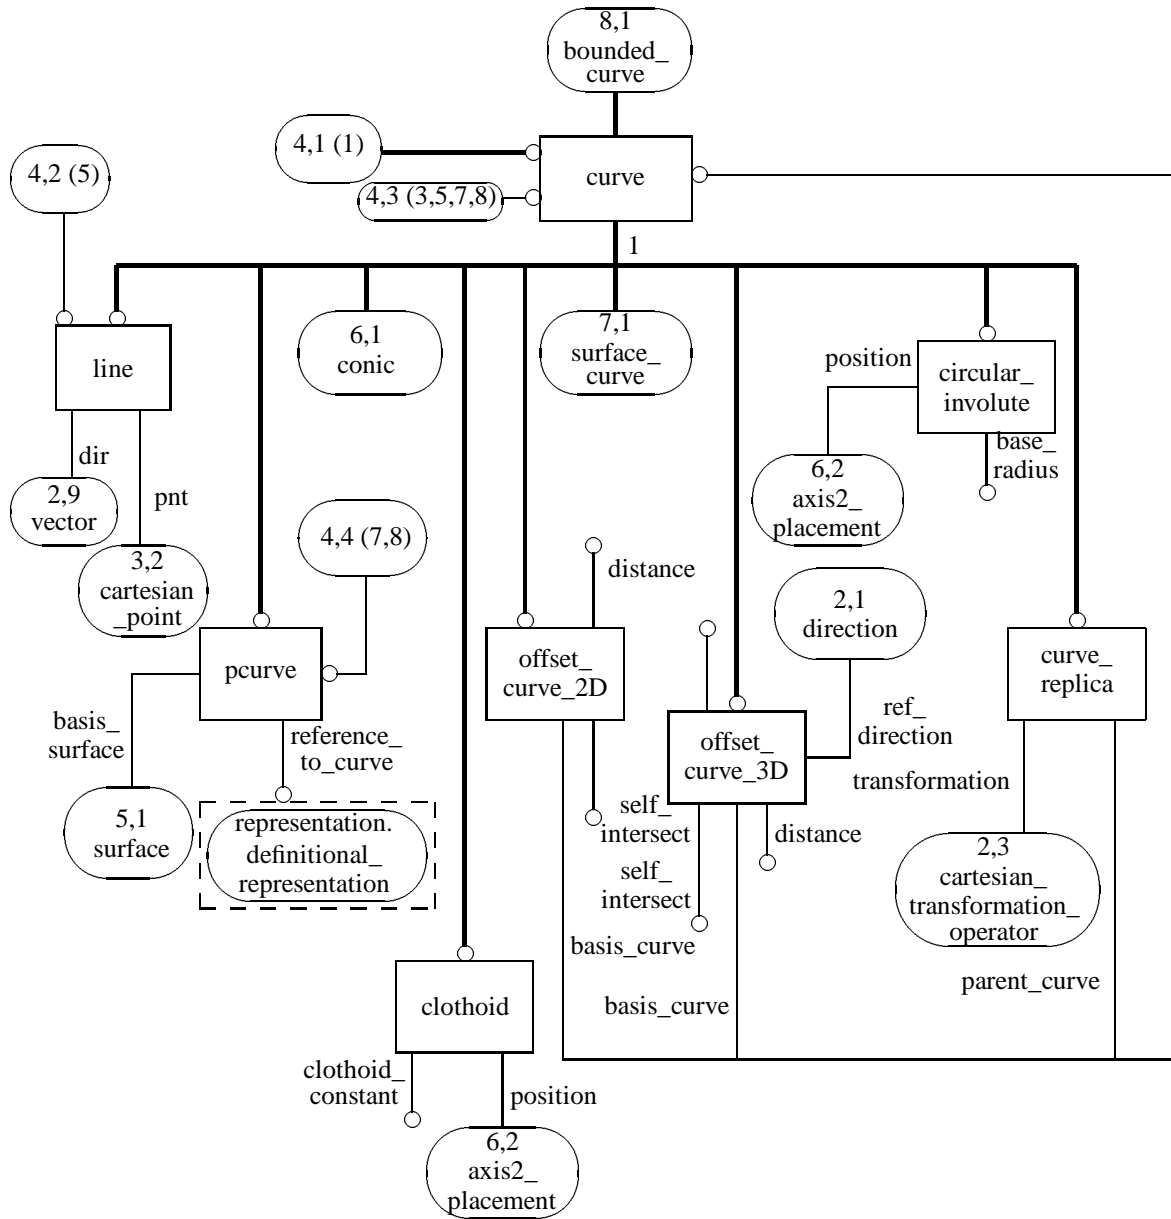 8,1
bounded_
curve
4,1 (1)
4,2 (5)
curve
4,3 (3,5,7,8)
1
6,1
conic
7,1
surface_
curve
line
position
circular_
involute
dir
base_
radius
2,9
vector
pnt
6,2
axis2_
placement
4,4 (7,8)
3,2
cartesian
_point
distance
2,1
direction
pcurve
offset_
curve_2D
curve_
replica
basis_
surface
reference_
to_curve
offset_
curve_3D
ref_
direction
transformation
5,1
surface
representation.
definitional_
representation
self_
intersect
distance
self_
intersect
2,3
cartesian_
transformation_
operator
basis_curve
parent_curve
clothoid
basis_curve
clothoid_
constant
position
6,2
axis2_
placement